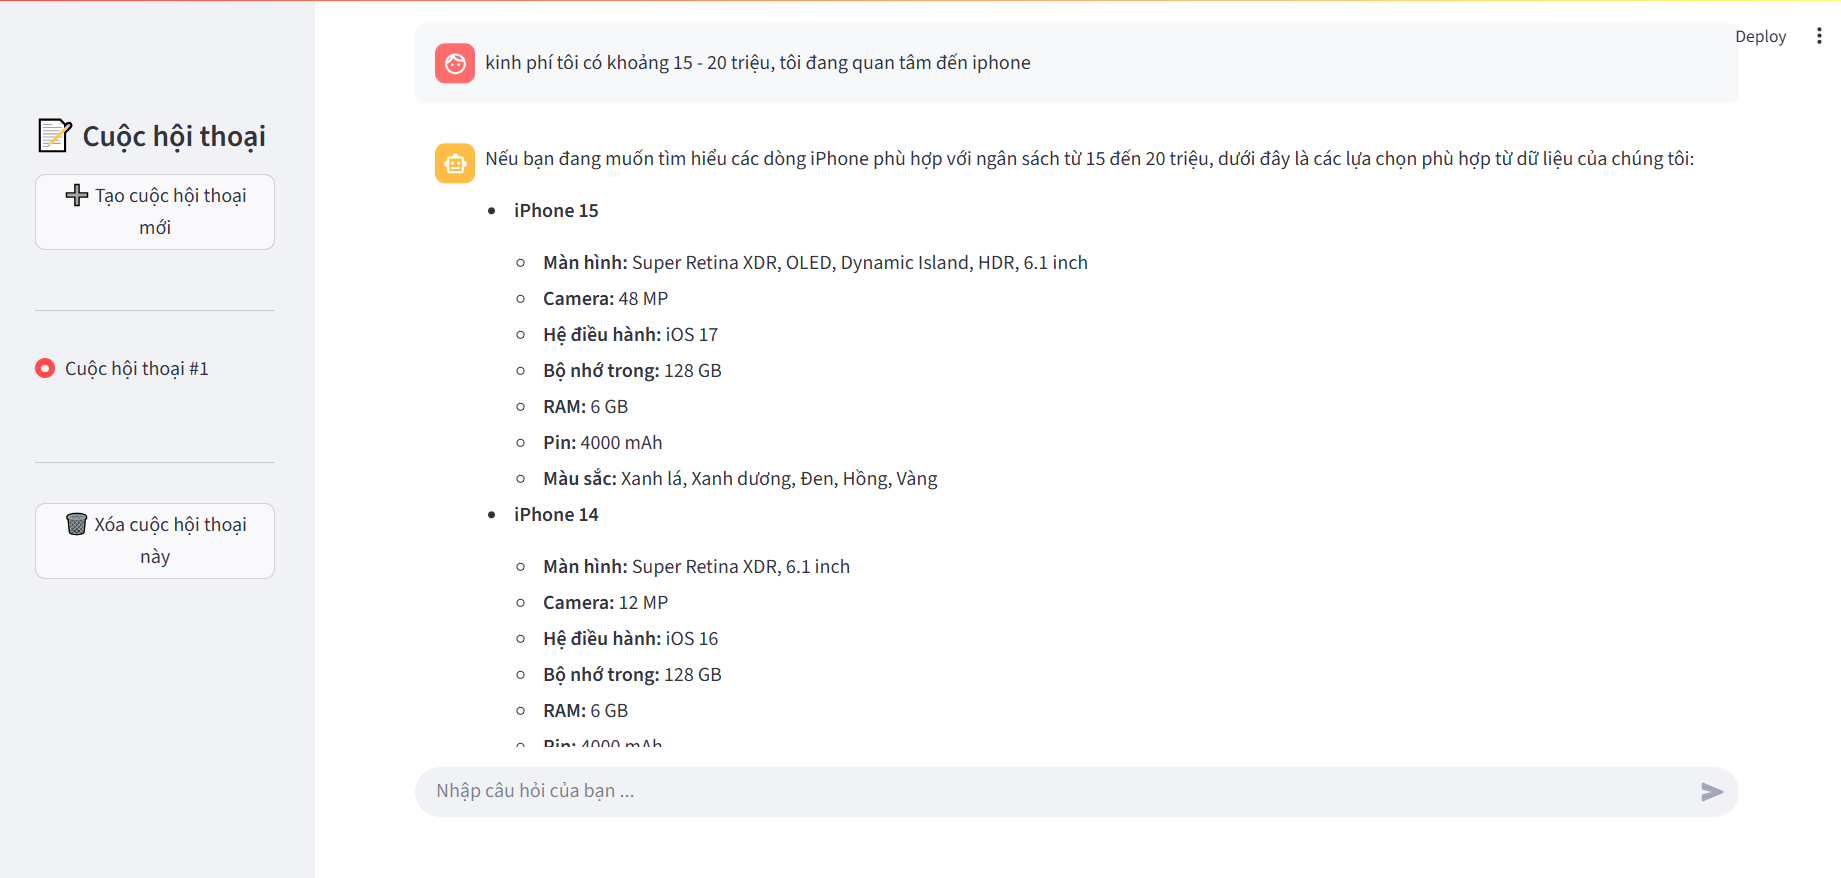 Deploy
kinh phí tôi có khoảng 15 - 20 triệu, tôi đang quan tâm đến iphone
Cuộc hội thoại
Tạo cuộc hội thoại
mới
Cuộc hội thoại #1
Xóa cuộc hội thoại
này
Nếu bạn đang muốn tìm hiểu các dòng iPhone phù hợp với ngân sách từ 15 đến 20 triệu, dưới đây là các lựa chọn phù hợp từ dữ liệu của chúng tôi:
iPhone 15
Màn hình: Super Retina XDR, OLED, Dynamic Island, HDR, 6.1 inch
Camera: 48 MP
Hệ điều hành: iOS 17
Bộ nhớ trong: 128 GB
RAM: 6 GB
Pin: 4000 mAh
Màu sắc: Xanh lá, Xanh dương, Đen, Hồng, Vàng
iPhone 14
Màn hình: Super Retina XDR, 6.1 inch
Camera: 12 MP
Hệ điều hành: iOS 16
Bộ nhớ trong: 128 GB
RAM: 6 GB
Pin: 4000 mAh
Nhập câu hỏi của bạn ...